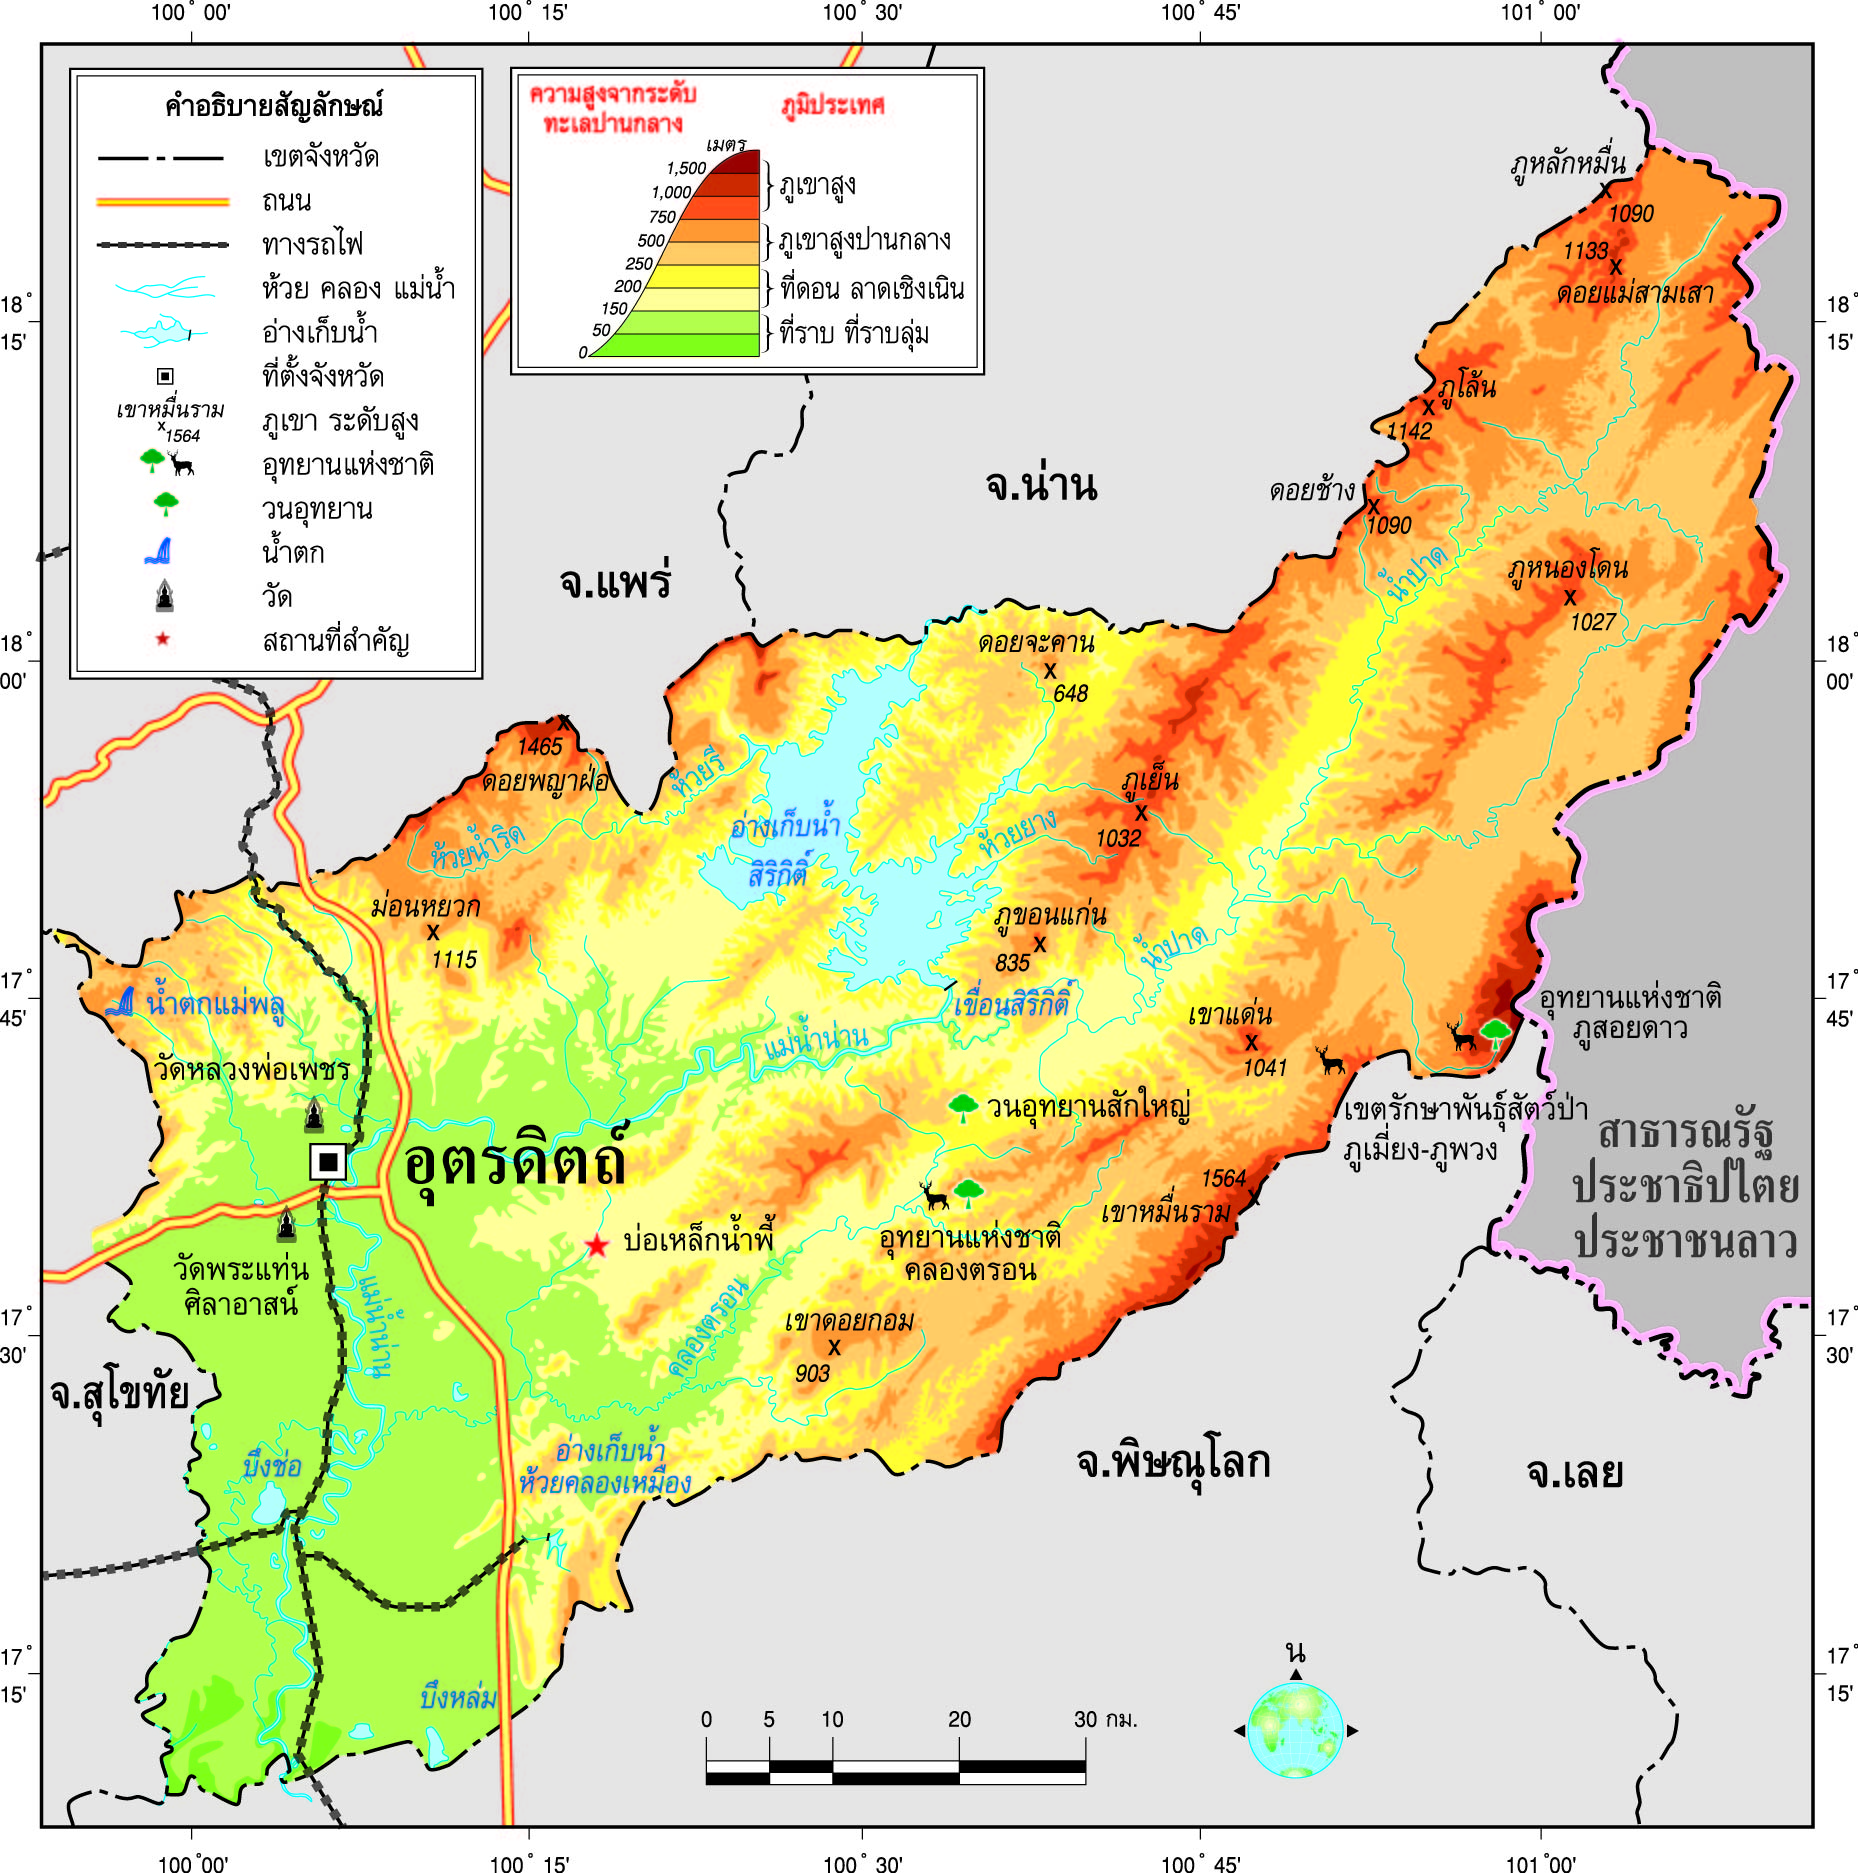 100° 00'
100° 15'
100° 30'
100° 45'
101° 00'
คำอธิบายสัญลักษณ์
เขตจังหวัด
ถนน
ทางรถไฟ
ห้วย คลอง แม่น้ำ
อ่างเก็บน้ำ
ที่ตั้งจังหวัด
เขาหมื่นราม
x
1564
ภูเขา ระดับสูง
อุทยานแห่งชาติ
วนอุทยาน
น้ำตก
วัด
สถานที่สำคัญ
ความสูงจากระดับ
ทะเลปานกลาง
ภูมิประเทศ
เมตร
1,500
1,000
750
500
250
200
150
50
0
ภูเขาสูง
ภูเขาสูงปานกลาง
ที่ดอน ลาดเชิงเนิน
ที่ราบ ที่ราบลุ่ม
ภูหลักหมื่น
x
1090
1133
x
ดอยแม่สามเสา
18°
15'
18°
15'
ภูโล้น
x
1142
จ.น่าน
ดอยช้าง
x
1090
จ.แพร่
น้ำปาด
ภูหนองโดน
x
1027
ดอยจะคาน
x
648
18°
00'
18°
00'
x
1465
ดอยพญาฝ่อ
ห้วยรี
ภูเย็น
x
1032
อ่างเก็บน้ำ
สิริกิติ์
ห้วยน้ำริด
ห้วยยาง
ม่อนหยวก
x
1115
ภูขอนแก่น
x
835
น้ำปาด
17°
45'
17°
45'
น้ำตกแม่พลู
เขื่อนสิริกิติ์
เขาแด่น
x
1041
อุทยานแห่งชาติ
ภูสอยดาว
แม่น้ำน่าน
วัดหลวงพ่อเพชร
วนอุทยานสักใหญ่
เขตรักษาพันธุ์สัตว์ป่า
ภูเมี่ยง-ภูพวง
สาธารณรัฐ
ประชาธิปไตย
ประชาชนลาว
อุตรดิตถ์
1564
x
เขาหมื่นราม
บ่อเหล็กน้ำพี้
อุทยานแห่งชาติ
คลองตรอน
วัดพระแท่น
ศิลาอาสน์
แม่น้ำน่าน
คลองตรอน
เขาดอยกอม
x
903
17°
30'
17°
30'
จ.สุโขทัย
บึงช่อ
อ่างเก็บน้ำ
ห้วยคลองเหมือง
จ.พิษณุโลก
จ.เลย
17°
15'
17°
15'
บึงหล่ม
0 5 10 20 30 กม.
น
100°00'
100° 15'
100° 30'
100° 45'
101°00'